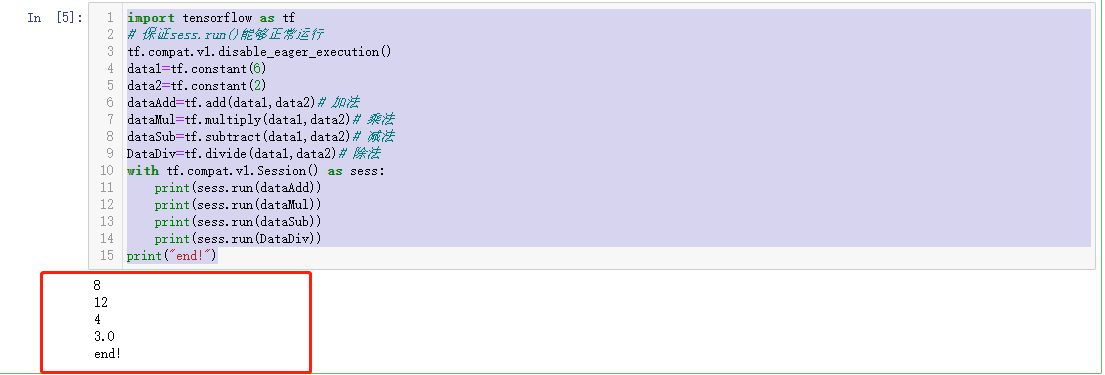 In [5]:
1 import tensorflow as tf
2 # 保证sess.run()能够正常运行
3 tf.compat.v1.disable_eager_execution()
4 data1=tf.constant(6)
5 data2=tf.constant(2)
6 dataAdd=tf.add(data1,data2)# 加法
7 dataMul=tf.multiply(data1,data2)# 乘法
8 dataSub=tf.subtract(data1,data2)# 减法
9 DataDiv=tf.divide(data1,data2)# 除法
10 with tf.compat.v1.Session() as sess:
11     print(sess.run(dataAdd))
12     print(sess.run(dataMul))
13     print(sess.run(dataSub))
14     print(sess.run(DataDiv))
15 print("end!")
8
12
4
3.0
end!